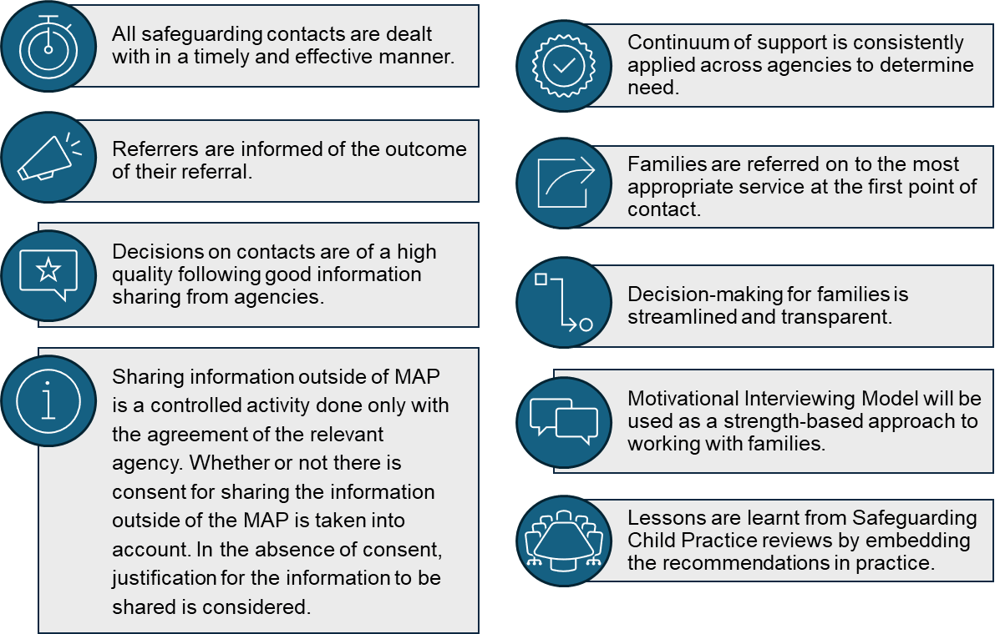 All safeguarding contacts are dealt
with in a timely and effective manner.
Referrers are informed of the outcome
of their referral.
Decisions on contacts are of a high
quality following good information
sharing from agencies.
Sharing information outside of MAP
is a controlled activity done only with
the agreement of the relevant
agency. Whether or not there is
consent for sharing the information
outside of the MAP is taken into
account. In the absence of consent,
justification for the information to be
shared is considered.
Continuum of support is consistently
applied across agencies to determine
need.
Families are referred on to the most
appropriate service at the first point of
contact.
Decision-making for families is
streamlined and transparent.
Motivational Interviewing Model will be
used as a strength-based approach to
working with families.
Lessons are learnt from Safeguarding
Child Practice reviews by embedding
the recommendations in practice.